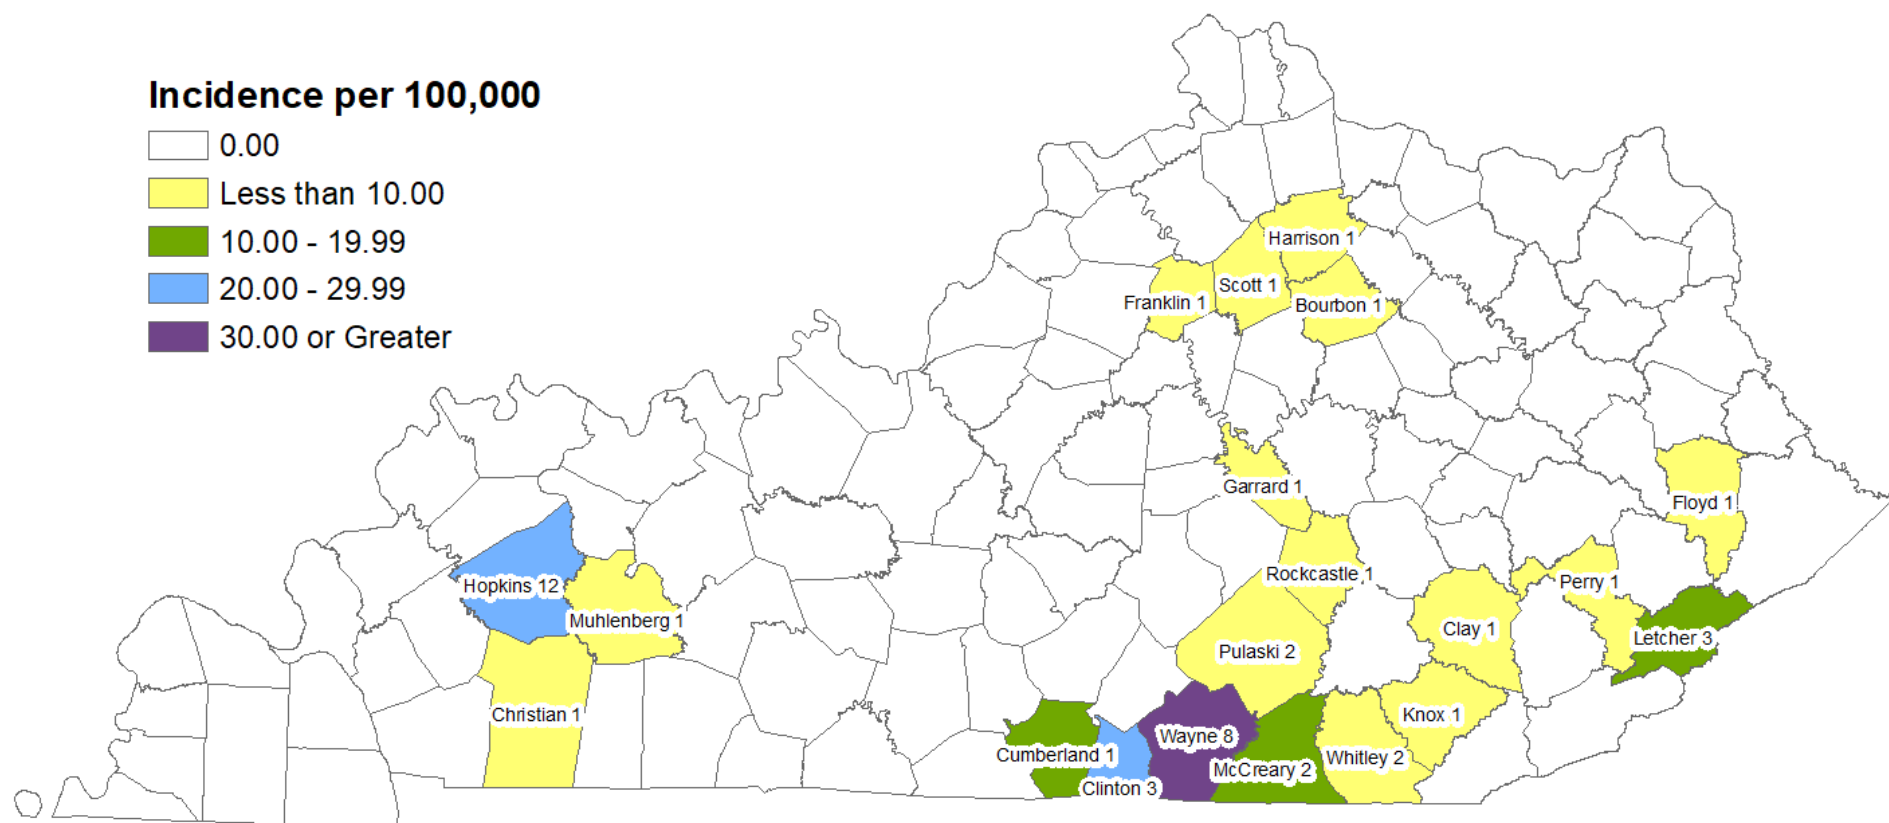 Incidence per 100,000
0.00
Less than 10.00
10.00 - 19.99
20.00 - 29.99
30.00 or Greater
Harrison 1
Scott 1
Franklin 1
Bourbon 1
Garrard 1
Floyd 1
Rockcastle 1
Perry 1
Hopkins 12
Muhlenberg 1
Clay 1
Letcher 3
Pulaski 2
Christian 1
Knox 1
Wayne 8
Cumberland 1
Whitley 2
McCreary 2
Clinton 3